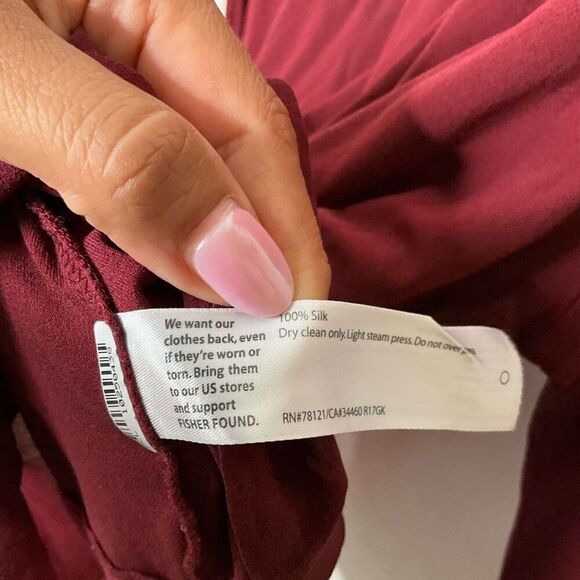 We want our
clothes back, even
if they're worn or
torn. Bring them
to our US stores
and support
FISHER FOUND.
100% Silk
Dry clean only. Light steam press. Do not over
RN#78121/CA#34460 R17GK